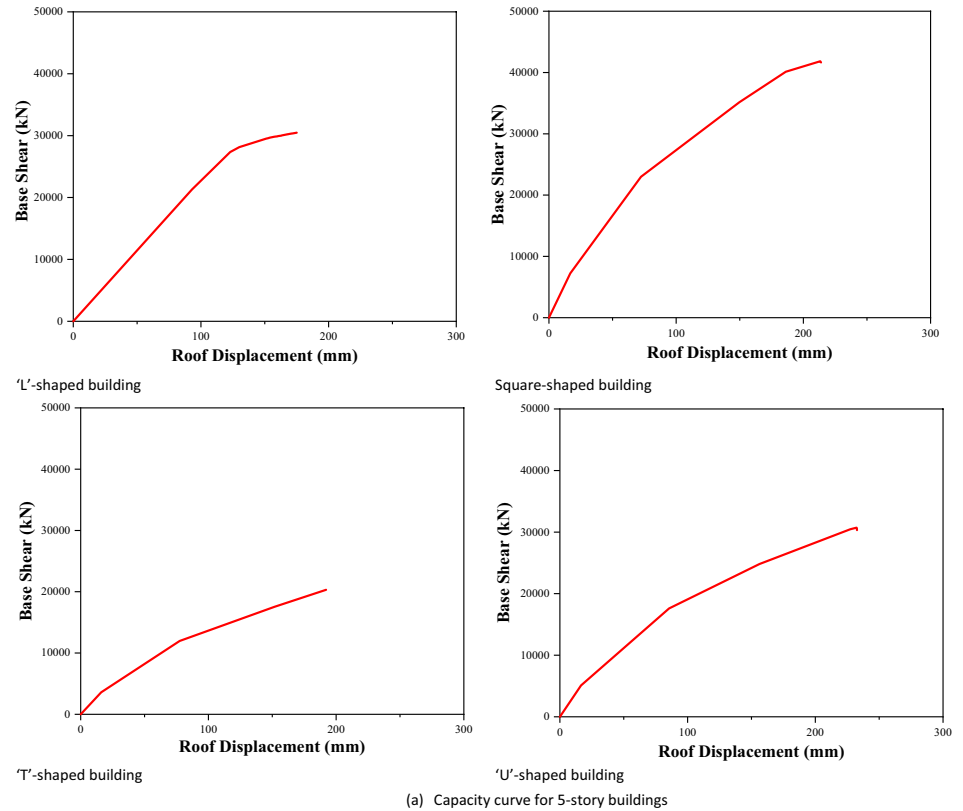 50000
40000
30000
20000
10000
0
Base Shear (kN)
0 100 200 300
Roof Displacement (mm)
‘L’-shaped building
50000
40000
30000
20000
10000
0
Base Shear (kN)
0 100 200 300
Roof Displacement (mm)
Square-shaped building
50000
40000
30000
20000
10000
0
Base Shear (kN)
0 100 200 300
Roof Displacement (mm)
‘T’-shaped building
50000
40000
30000
20000
10000
0
Base Shear (kN)
0 100 200 300
Roof Displacement (mm)
‘U’-shaped building
(a) Capacity curve for 5-story buildings